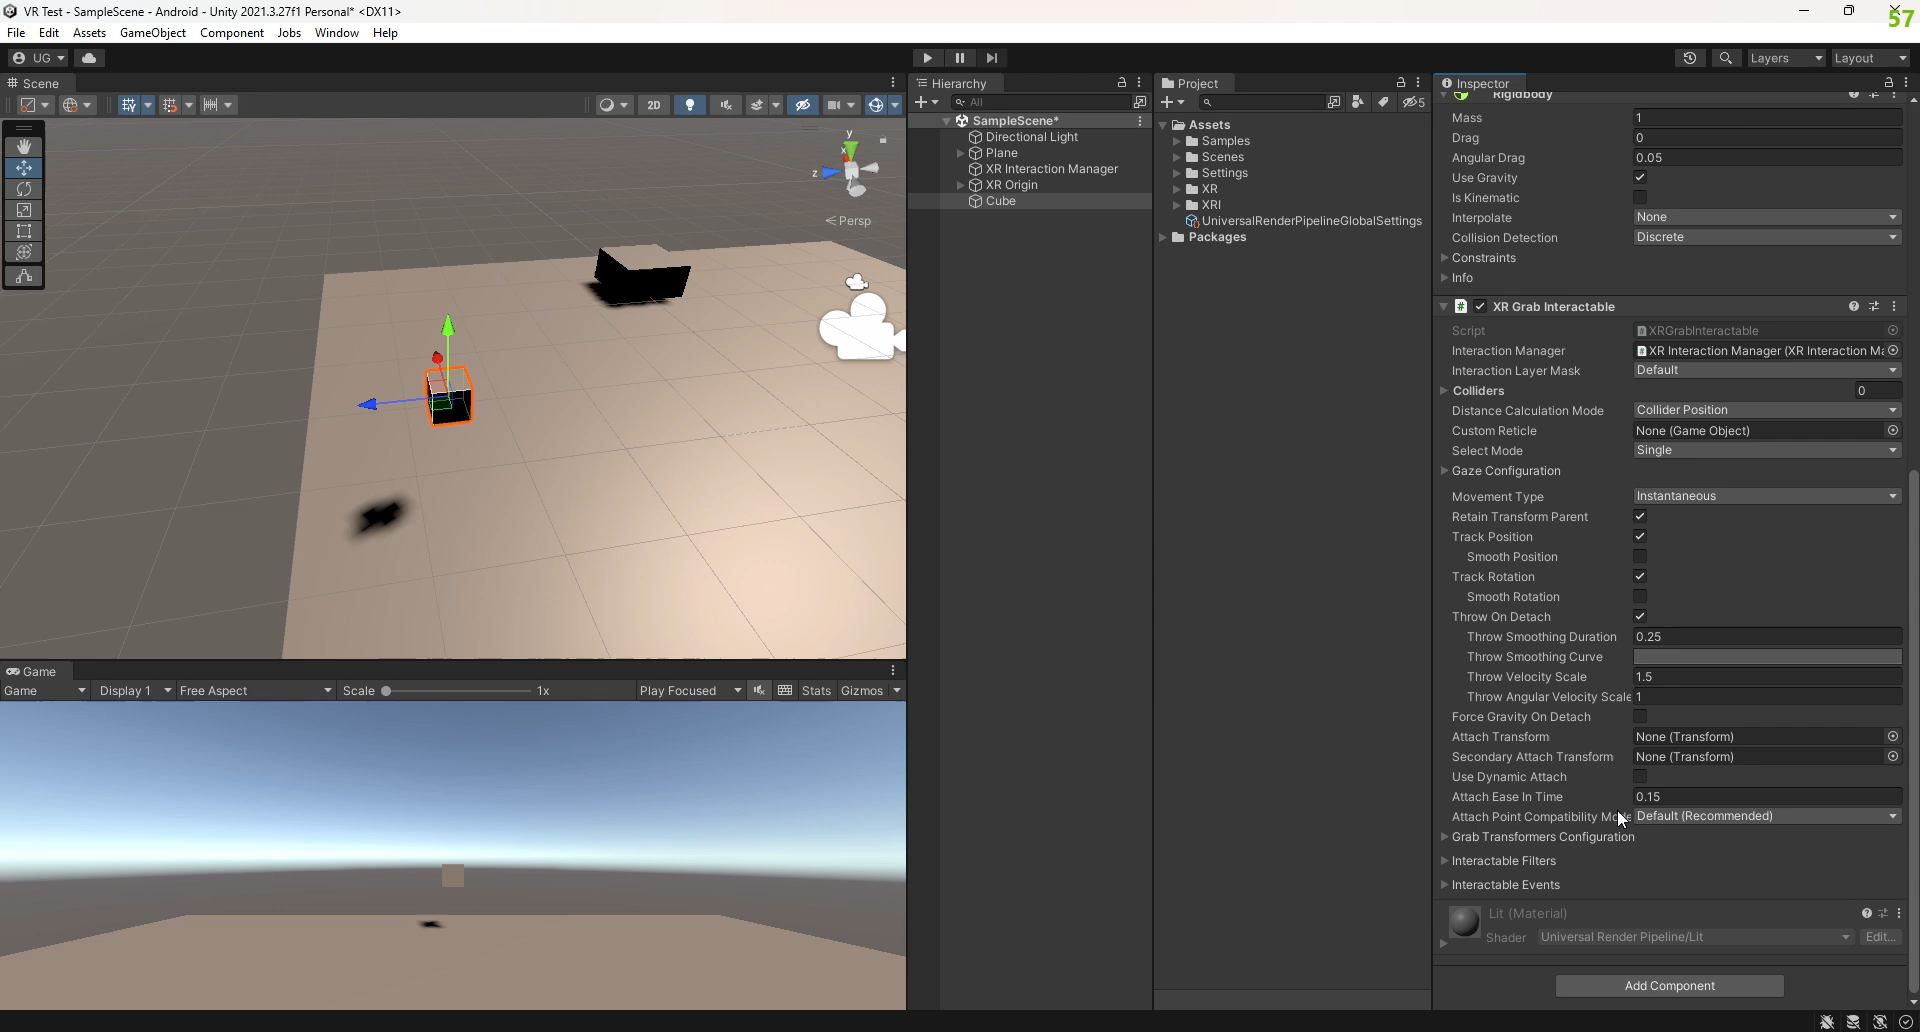 VR Test - SampleScene - Android - Unity 2021.3.27f1 Personal* <DX11>
57
File Edit Assets GameObject Component Jobs Window Help
UG
Layers Layout
Scene
2D
y
x
z
Persp
Game
Game Display 1 Free Aspect Scale 1x Play Focused Stats Gizmos
Hierarchy
All
SampleScene*
Directional Light
Plane
XR Interaction Manager
XR Origin
Cube
Project
5
Assets
Samples
Scenes
Settings
XR
XRI
UniversalRenderPipelineGlobalSettings
Packages
Inspector
Rigidbody
Mass 1
Drag 0
Angular Drag 0.05
Use Gravity
Is Kinematic
Interpolate None
Collision Detection Discrete
Constraints
Info
# XR Grab Interactable
Script XRGrabInteractable
Interaction Manager XR Interaction Manager (XR Interaction Ma
Interaction Layer Mask Default
Colliders 0
Distance Calculation Mode Collider Position
Custom Reticle None (Game Object)
Select Mode Single
Gaze Configuration
Movement Type Instantaneous
Retain Transform Parent
Track Position
Smooth Position
Track Rotation
Smooth Rotation
Throw On Detach
Throw Smoothing Duration 0.25
Throw Smoothing Curve
Throw Velocity Scale 1.5
Throw Angular Velocity Scale 1
Force Gravity On Detach
Attach Transform None (Transform)
Secondary Attach Transform None (Transform)
Use Dynamic Attach
Attach Ease In Time 0.15
Attach Point Compatibility Mode Default (Recommended)
Grab Transformers Configuration
Interactable Filters
Interactable Events
Lit (Material)
Shader Universal Render Pipeline/Lit Edit...
Add Component